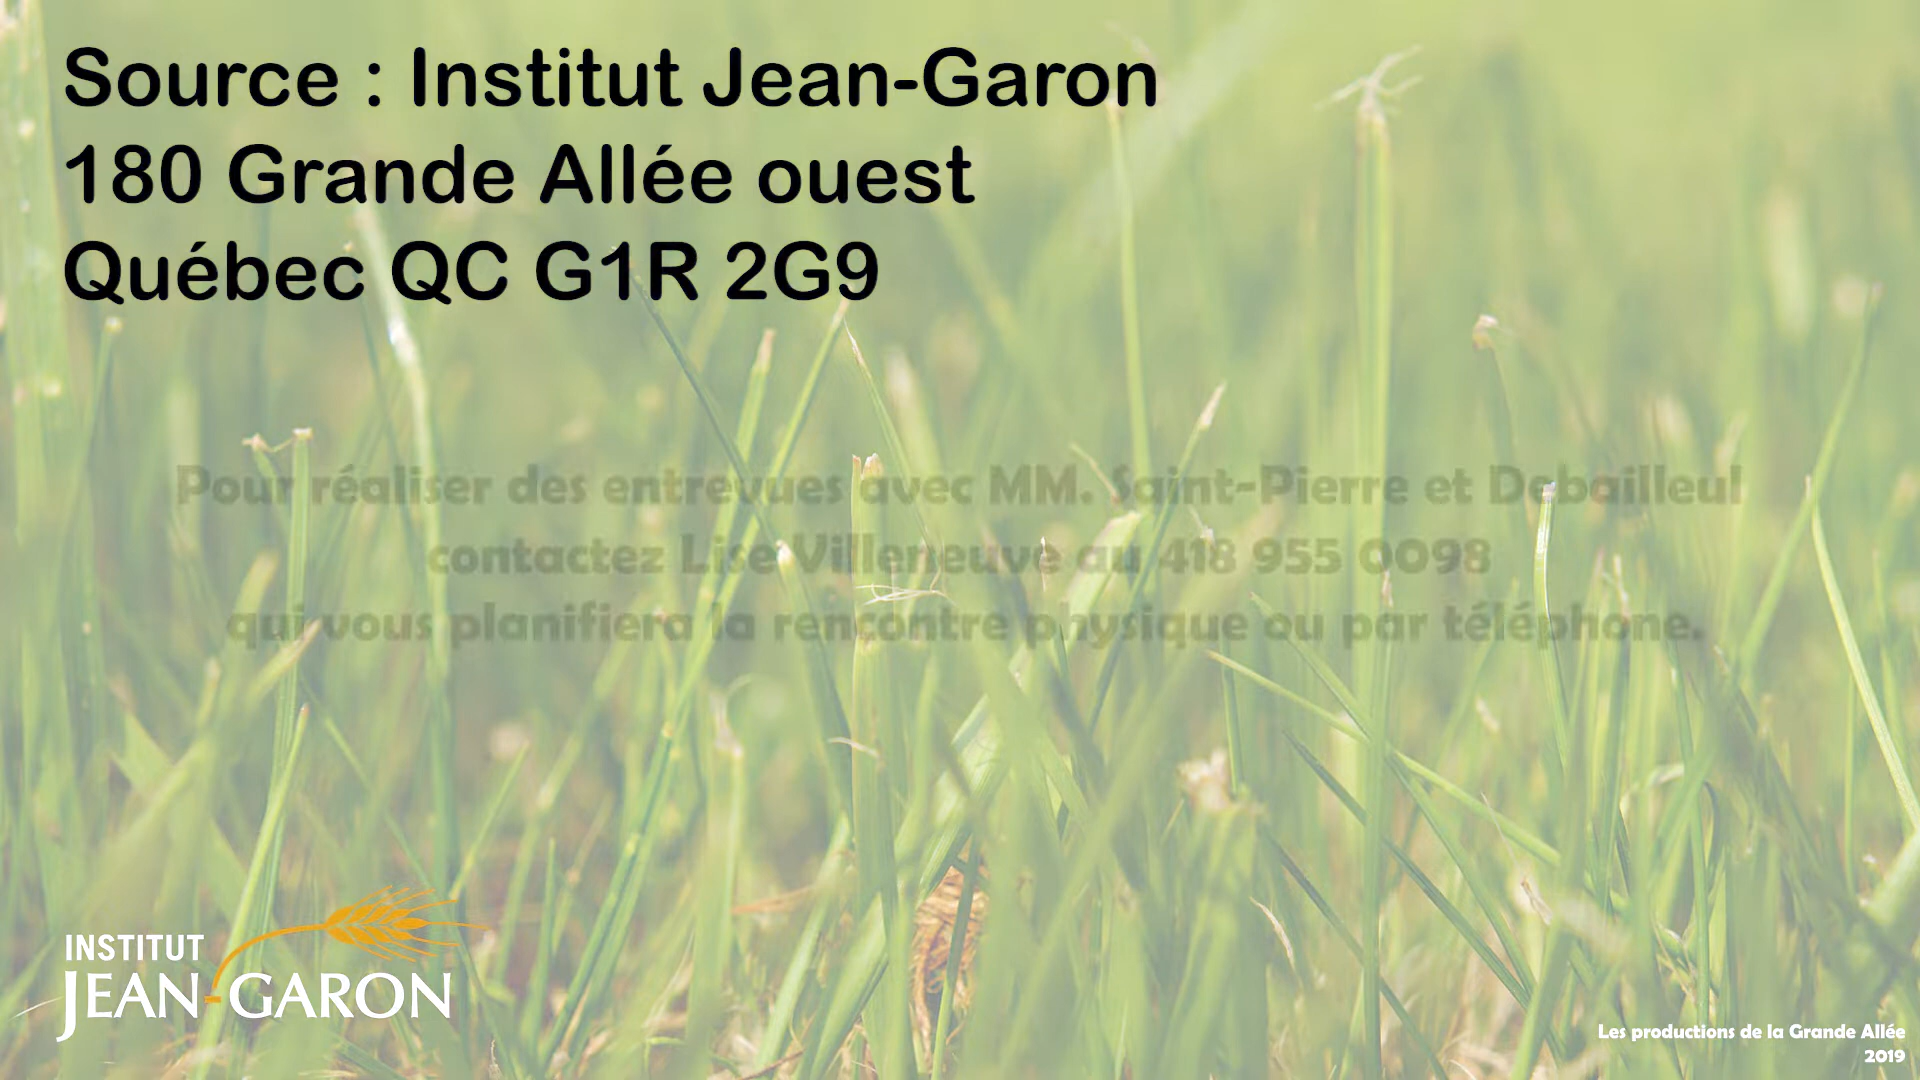 Source : Institut Jean-Garon
180 Grande Allée ouest
Québec QC G1R 2G9
Pour réaliser des entrevues avec MM. Saint-Pierre et Debailleul
contactez Lise Villeneuve au 418 955 0098
qui vous planifiera la rencontre physique ou par téléphone.
INSTITUT
JEAN-GARON
Les productions de la Grande Allée
2019